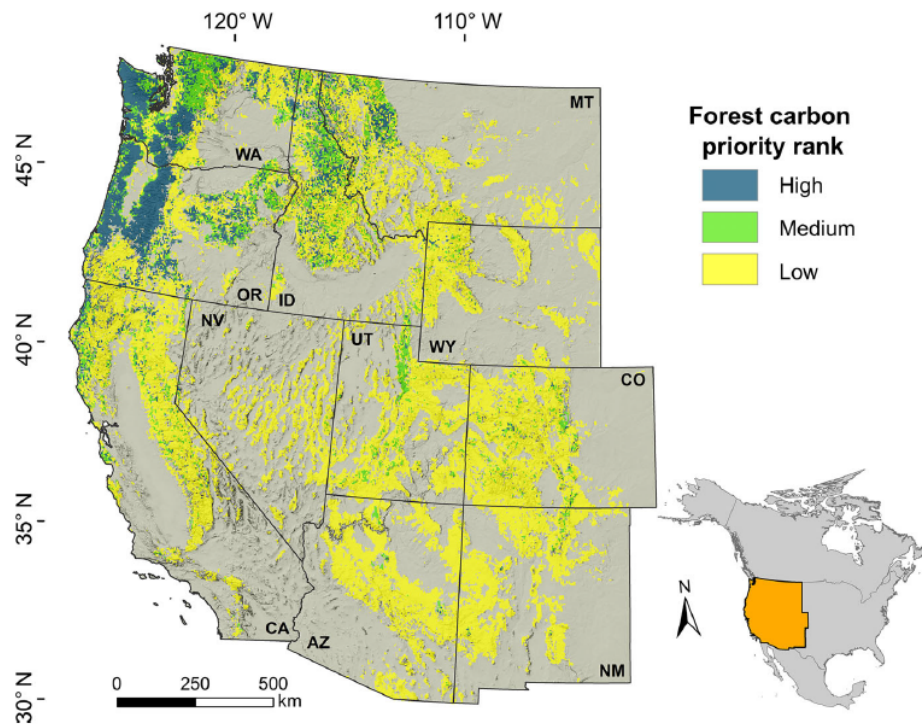 120° W
110° W
45° N
40° N
35° N
30° N
MT
WA
OR
ID
NV
UT
WY
CO
CA
AZ
NM
Forest carbon
priority rank
High
Medium
Low
0
250
500
km
N